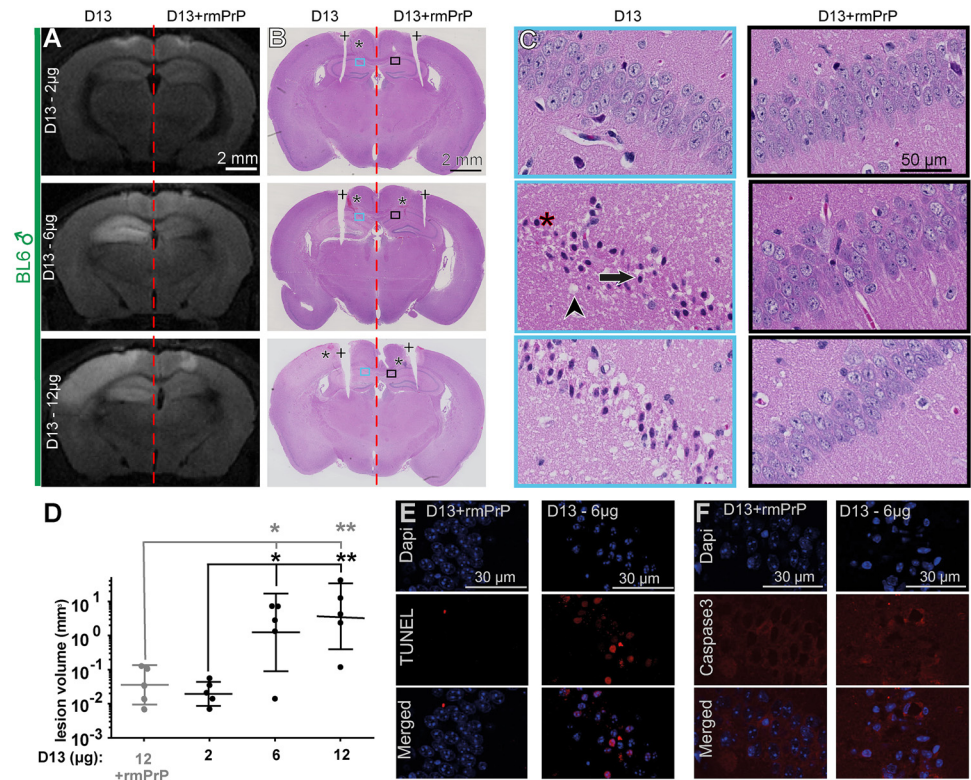 D13 D13+rmPrP D13 D13+rmPrP D13 D13+rmPrP
A B C
BL6 ♂
D13 - 2µg
D13 - 6µg
D13 - 12µg
2 mm
2 mm
50 µm
+ * +
+ * * +
* + * +
*
D
* **
* **
lesion volume (mm³)
10¹
10⁰
10⁻¹
10⁻²
10⁻³
D13 (µg): 12 2 6 12
+rmPrP
E D13+rmPrP D13 - 6µg
Dapi
30 µm 30 µm
TUNEL
Merged
F D13+rmPrP D13 - 6µg
Dapi
30 µm 30 µm
Caspase3
Merged